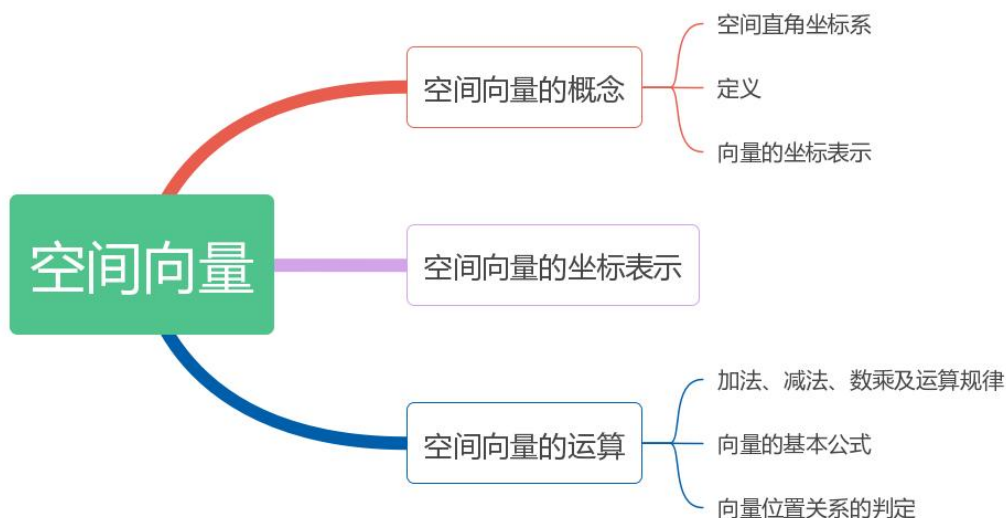 空间向量
空间向量的概念
空间直角坐标系
定义
向量的坐标表示
空间向量的坐标表示
空间向量的运算
加法、减法、数乘及运算规律
向量的基本公式
向量位置关系的判定